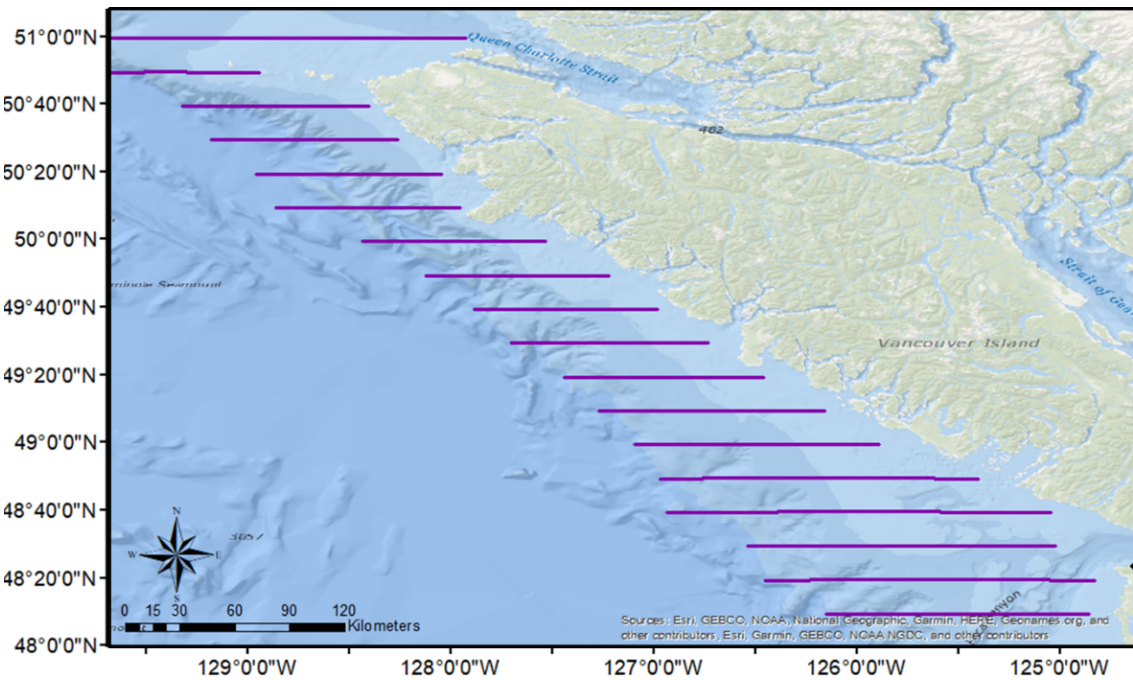 51°0'0"N
Queen Charlotte Strait
50°40'0"N
462
50°20'0"N
50°0'0"N
Strait of
Seamount
49°40'0"N
Vancouver Island
49°20'0"N
49°0'0"N
48°40'0"N
N
W
E
S
48°20'0"N
0 15 30 60 90 120
Kilometers
Sources: Esri, GEBCO, NOAA, National Geographic, Garmin, HERE, Geonames.org, and
other contributors, Esri, Garmin, GEBCO, NOAA NGDC, and other contributors
48°0'0"N
129°0'0"W
128°0'0"W
127°0'0"W
126°0'0"W
125°0'0"W